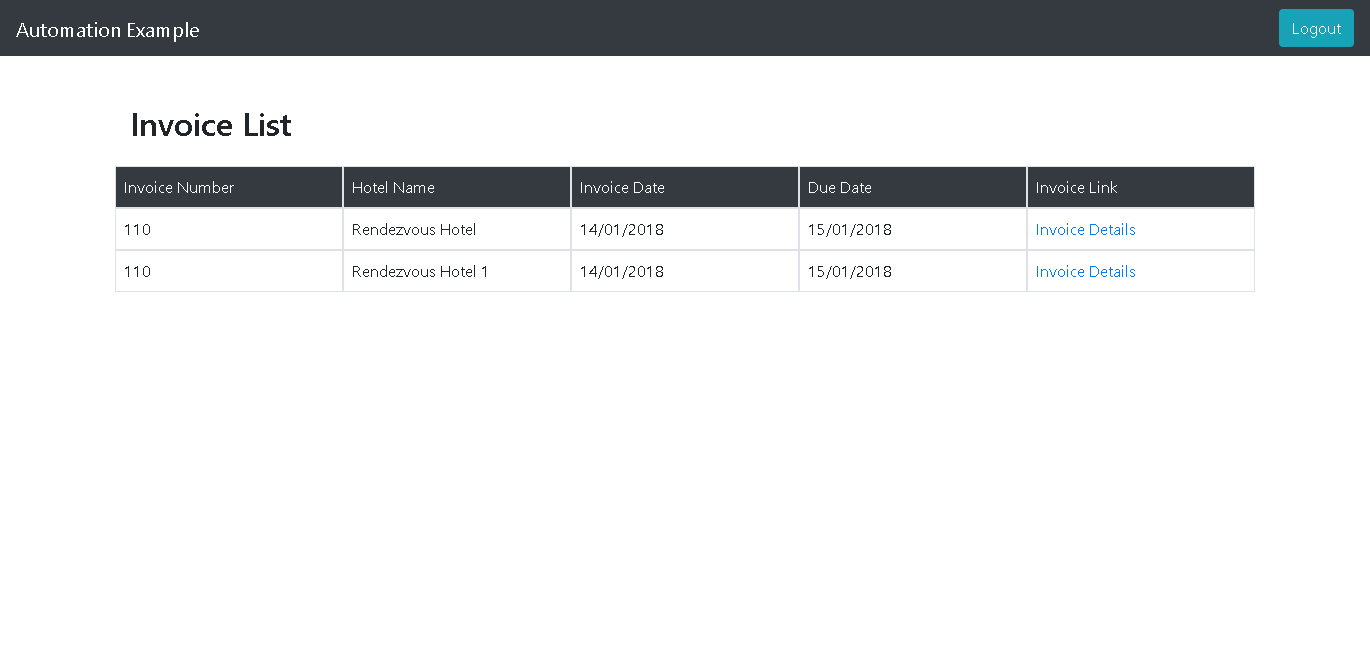 Automation Example Logout
Invoice List
Invoice Number Hotel Name Invoice Date Due Date Invoice Link
110 Rendezvous Hotel 14/01/2018 15/01/2018 Invoice Details
110 Rendezvous Hotel 1 14/01/2018 15/01/2018 Invoice Details